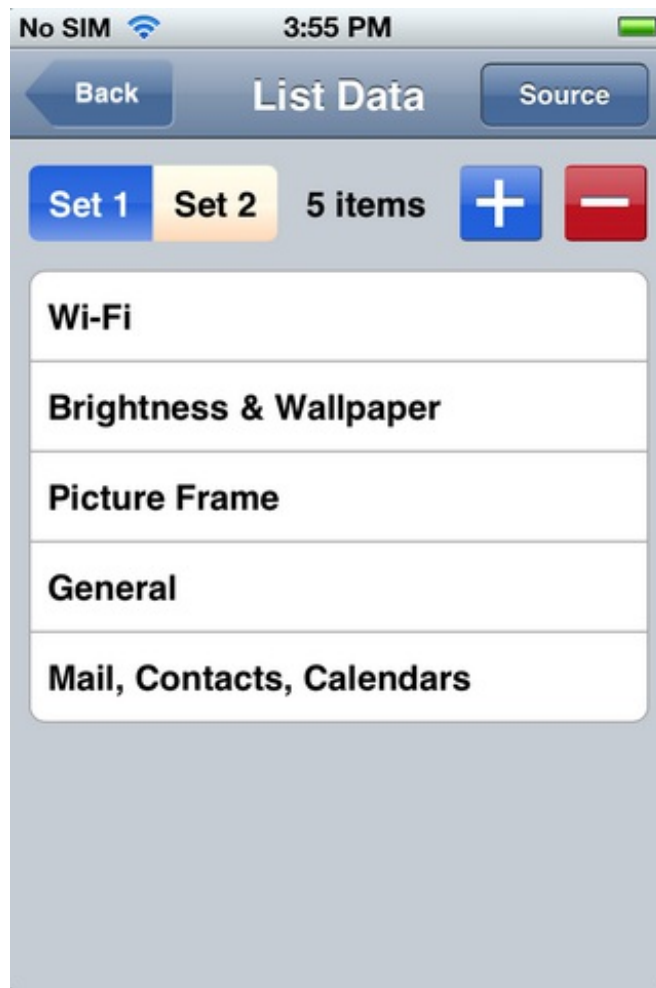 No SIM 3:55 PM
Back List Data Source
Set 1 Set 2 5 items + −
Wi-Fi
Brightness & Wallpaper
Picture Frame
General
Mail, Contacts, Calendars